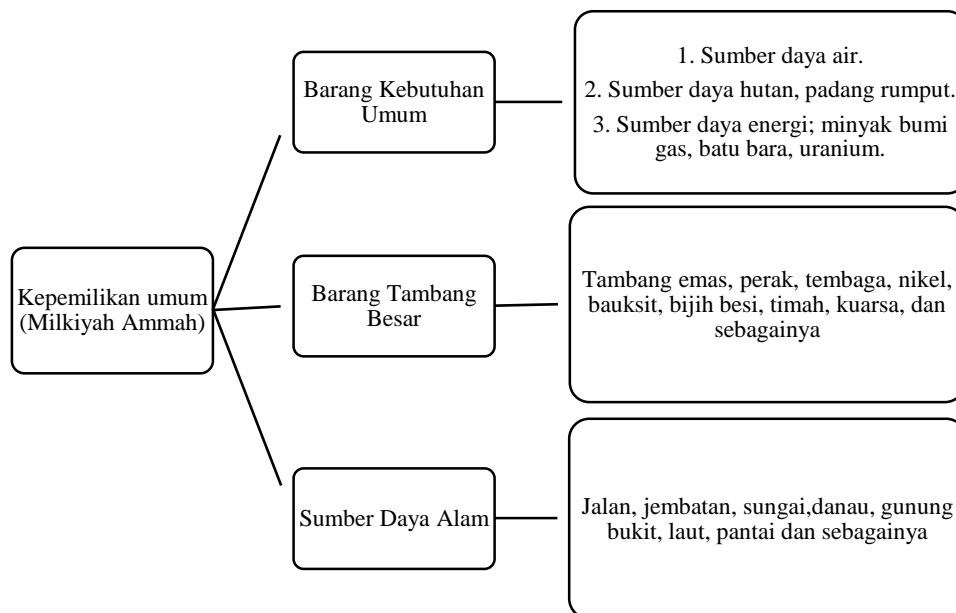 Kepemilikan umum
(Milkiyah Ammah)
Barang Kebutuhan
Umum
1. Sumber daya air.
2. Sumber daya hutan, padang rumput.
3. Sumber daya energi; minyak bumi
gas, batu bara, uranium.
Barang Tambang
Besar
Tambang emas, perak, tembaga, nikel,
bauksit, bijih besi, timah, kuarsa, dan
sebagainya
Sumber Daya Alam
Jalan, jembatan, sungai,danau, gunung
bukit, laut, pantai dan sebagainya